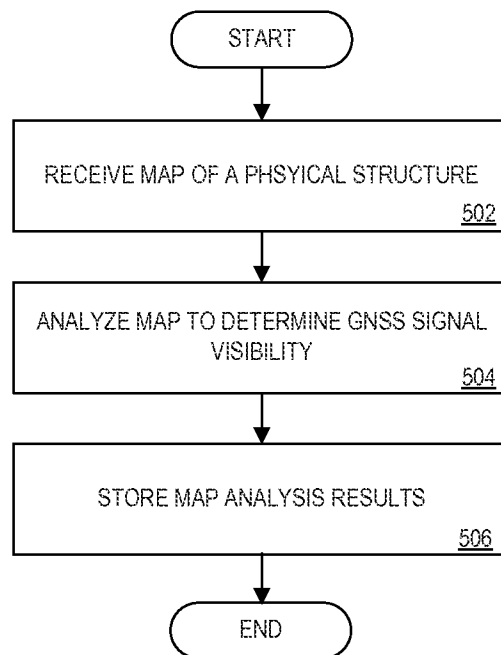 START
RECEIVE MAP OF A PHSYICAL STRUCTURE
502
ANALYZE MAP TO DETERMINE GNSS SIGNAL
VISIBILITY
504
STORE MAP ANALYSIS RESULTS
506
END